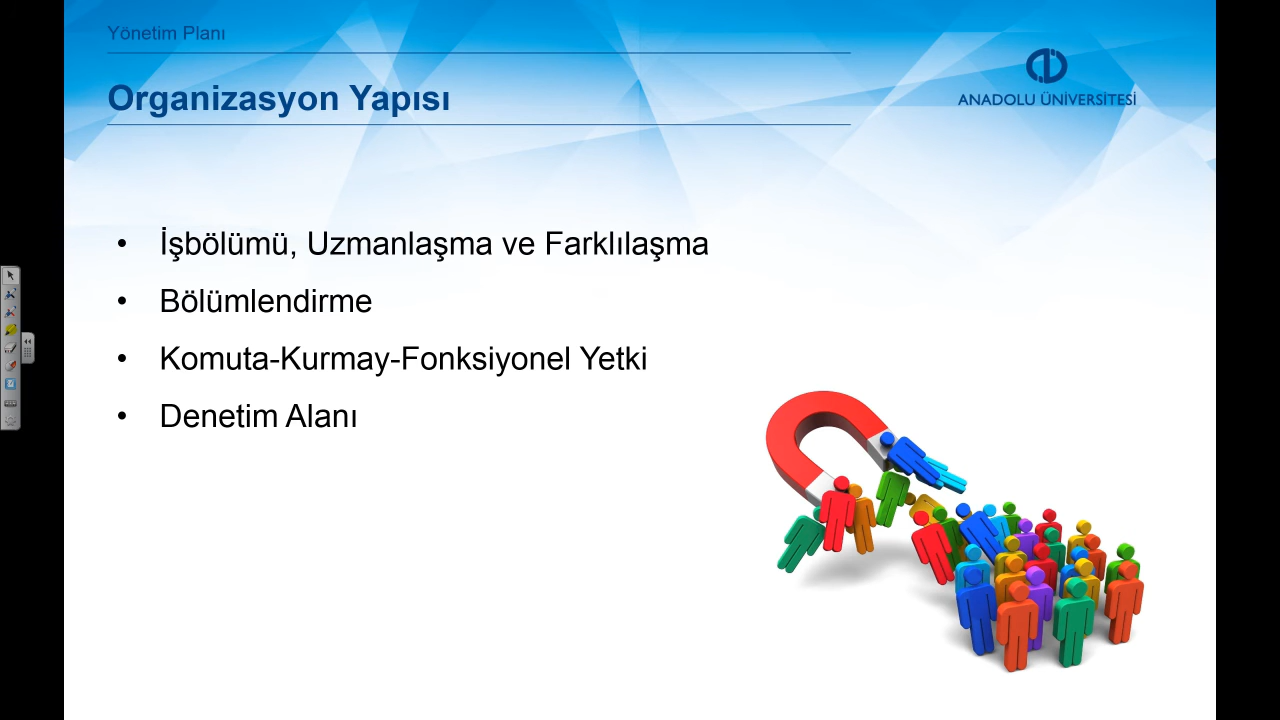 Yönetim Planı
Organizasyon Yapısı
ANADOLU ÜNİVERSİTESİ
• İşbölümü, Uzmanlaşma ve Farklılaşma
• Bölümlendirme
• Komuta-Kurmay-Fonksiyonel Yetki
• Denetim Alanı